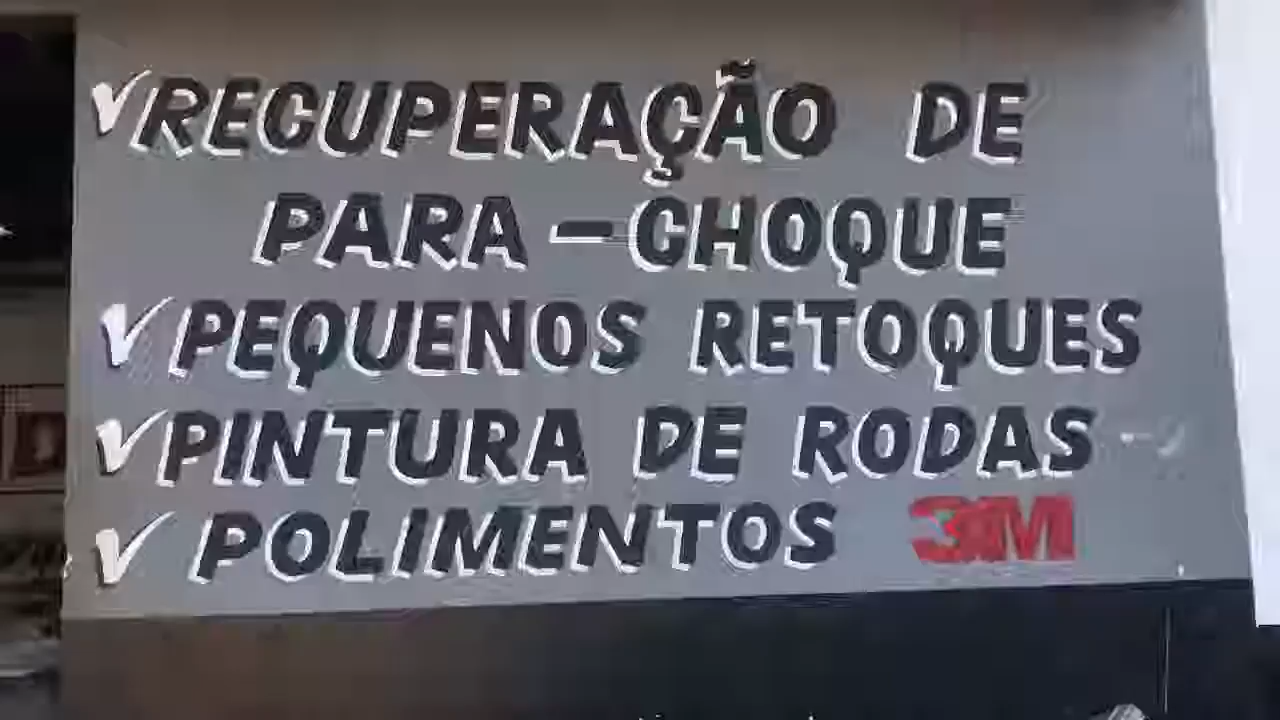 ✓RECUPERAÇÃO DE
PARA-CHOQUE
✓PEQUENOS RETOQUES
✓PINTURA DE RODAS
✓ POLIMENTOS 3M